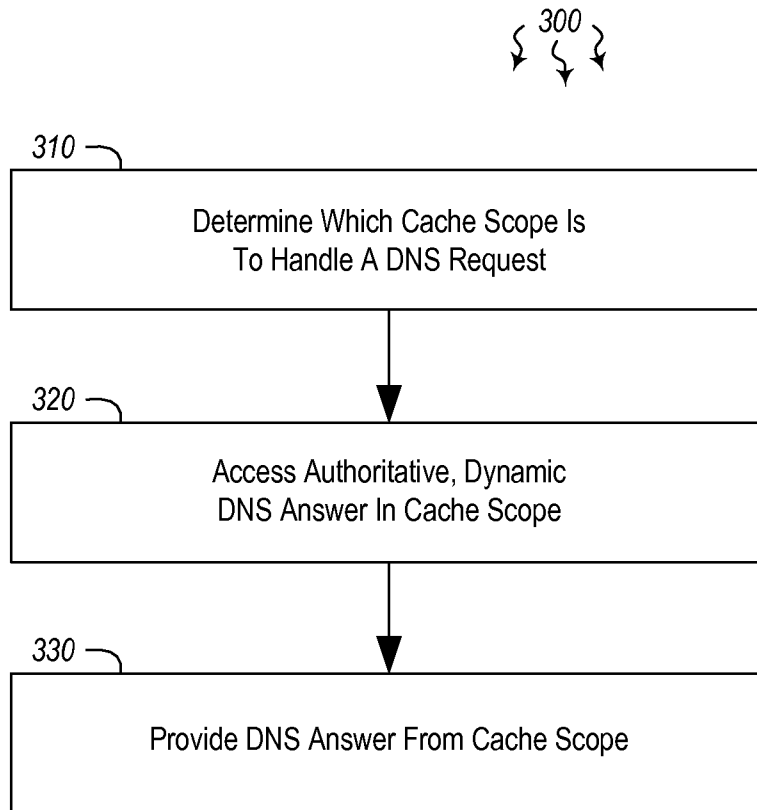 300
310
Determine Which Cache Scope Is
To Handle A DNS Request
320
Access Authoritative, Dynamic
DNS Answer In Cache Scope
330
Provide DNS Answer From Cache Scope